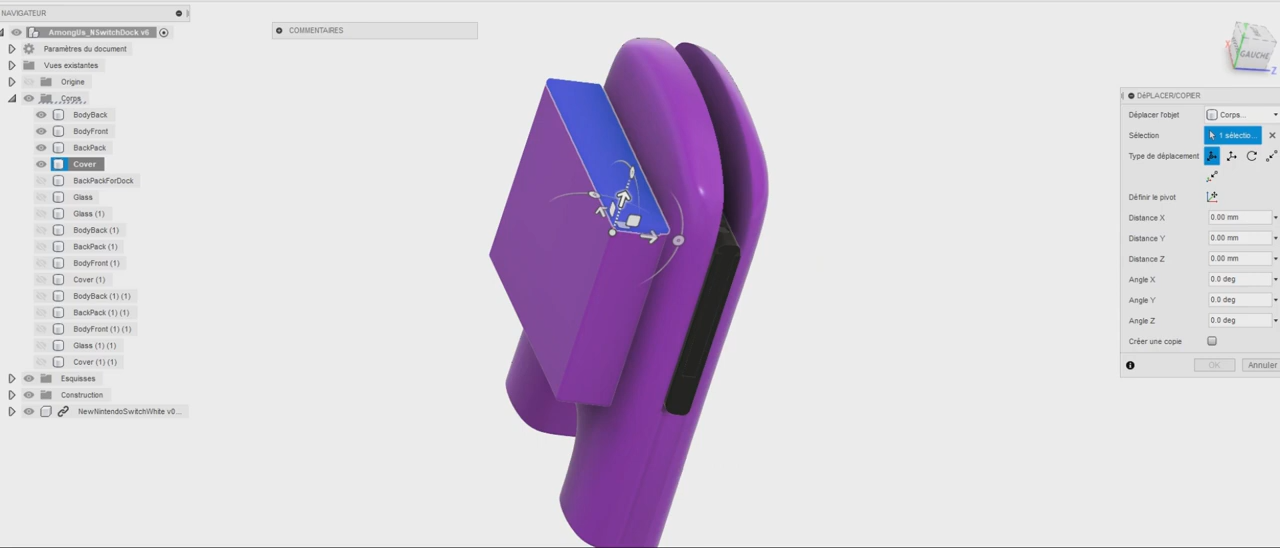 NAVIGATEUR
AmongUs_NSwitchDock v6
Paramètres du document
Vues existantes
Origine
Corps
BodyBack
BodyFront
BackPack
Cover
BackPackForDock
Glass
Glass (1)
BodyBack (1)
BackPack (1)
BodyFront (1)
Cover (1)
BodyBack (1) (1)
BackPack (1) (1)
BodyFront (1) (1)
Glass (1) (1)
Cover (1) (1)
Esquisses
Construction
NewNintendoSwitchWhite v0...
COMMENTAIRES
GAUCHE
X
Y
Z
DÉPLACER/COPIER
Déplacer l'objet
Corps...
Sélection
1 sélectio...
Type de déplacement
Définir le pivot
Distance X
0.00 mm
Distance Y
0.00 mm
Distance Z
0.00 mm
Angle X
0.0 deg
Angle Y
0.0 deg
Angle Z
0.0 deg
Créer une copie
OK
Annuler